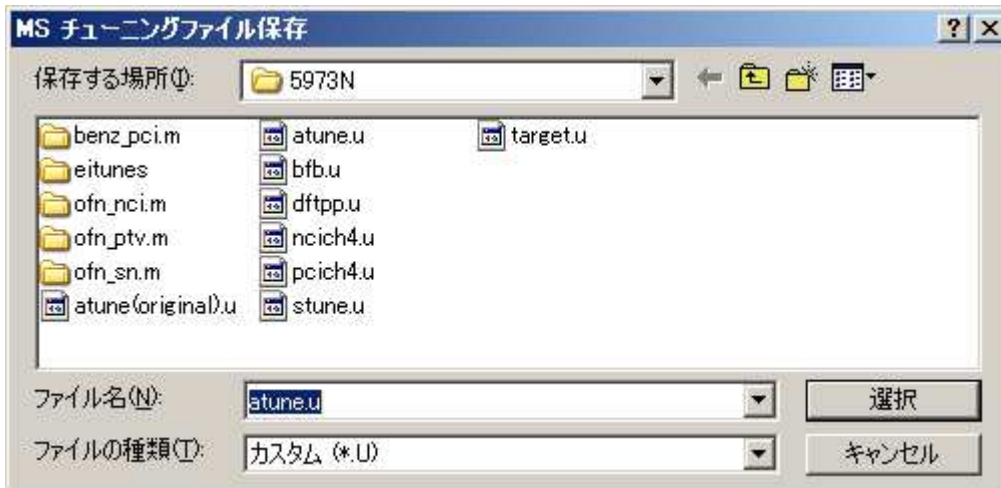 MS チューニングファイル保存
保存する場所(I):
5973N
benz_pci.m
eitunes
ofn_nci.m
ofn_ptv.m
ofn_sn.m
atune(original).u
atune.u
bfb.u
dftpp.u
ncich4.u
pcich4.u
stune.u
target.u
ファイル名(N):
atune.u
選択
ファイルの種類(T):
カスタム (*.U)
キャンセル